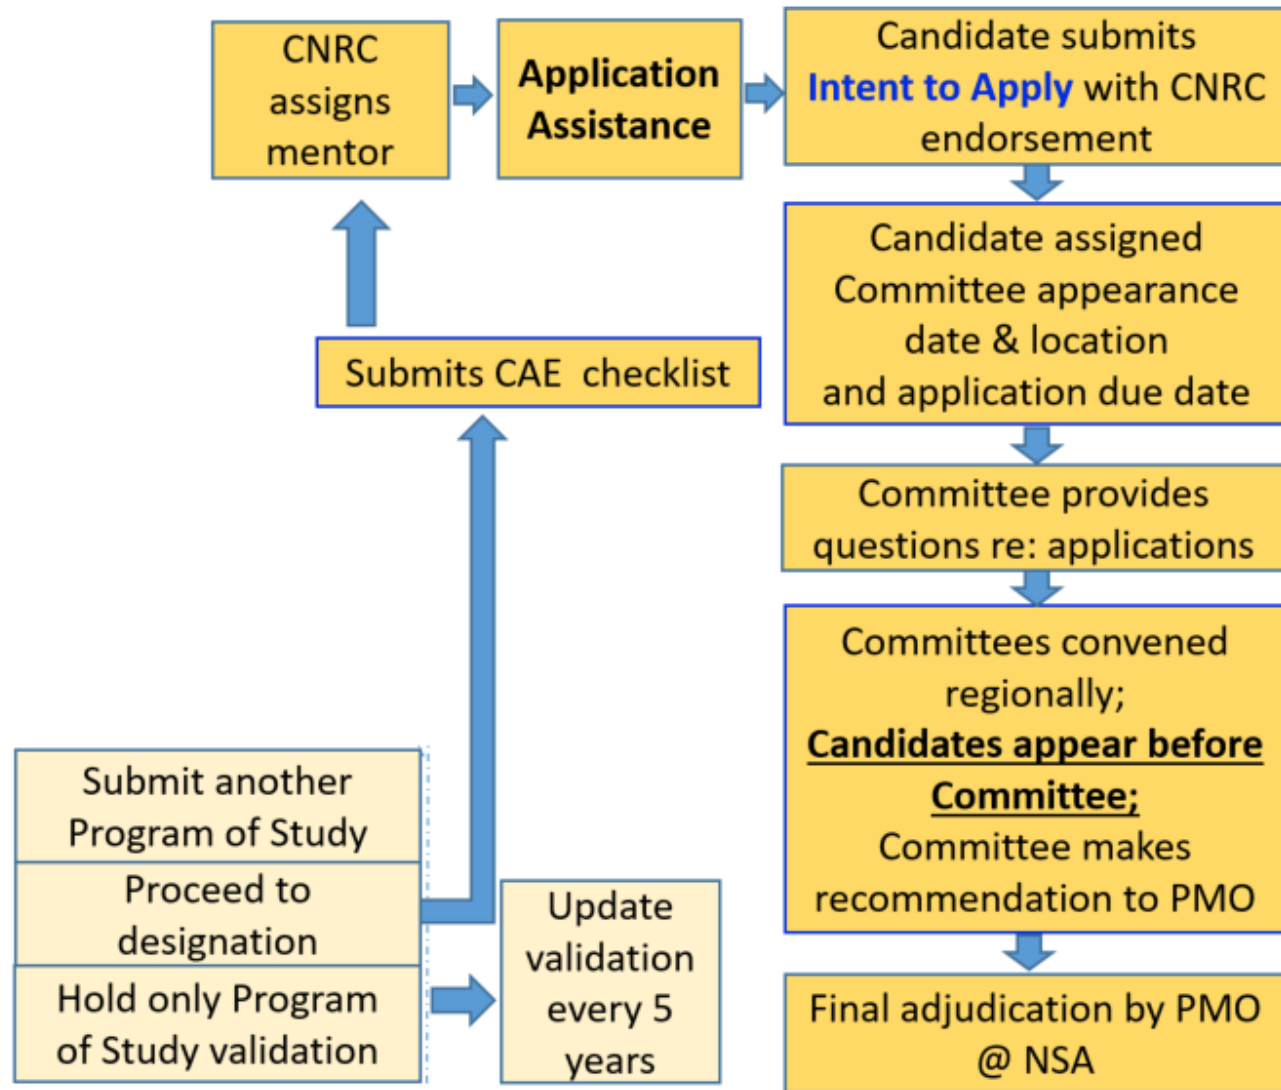 CNRC
assigns
mentor
Application
Assistance
Candidate submits
Intent to Apply with CNRC
endorsement
Candidate assigned
Committee appearance
date & location
and application due date
Submits CAE  checklist
Committee provides
questions re: applications
Committees convened
regionally;
Candidates appear before
Committee;
Committee makes
recommendation to PMO
Submit another
Program of Study
Proceed to
designation
Hold only Program
of Study validation
Update
validation
every 5
years
Final adjudication by PMO
@ NSA